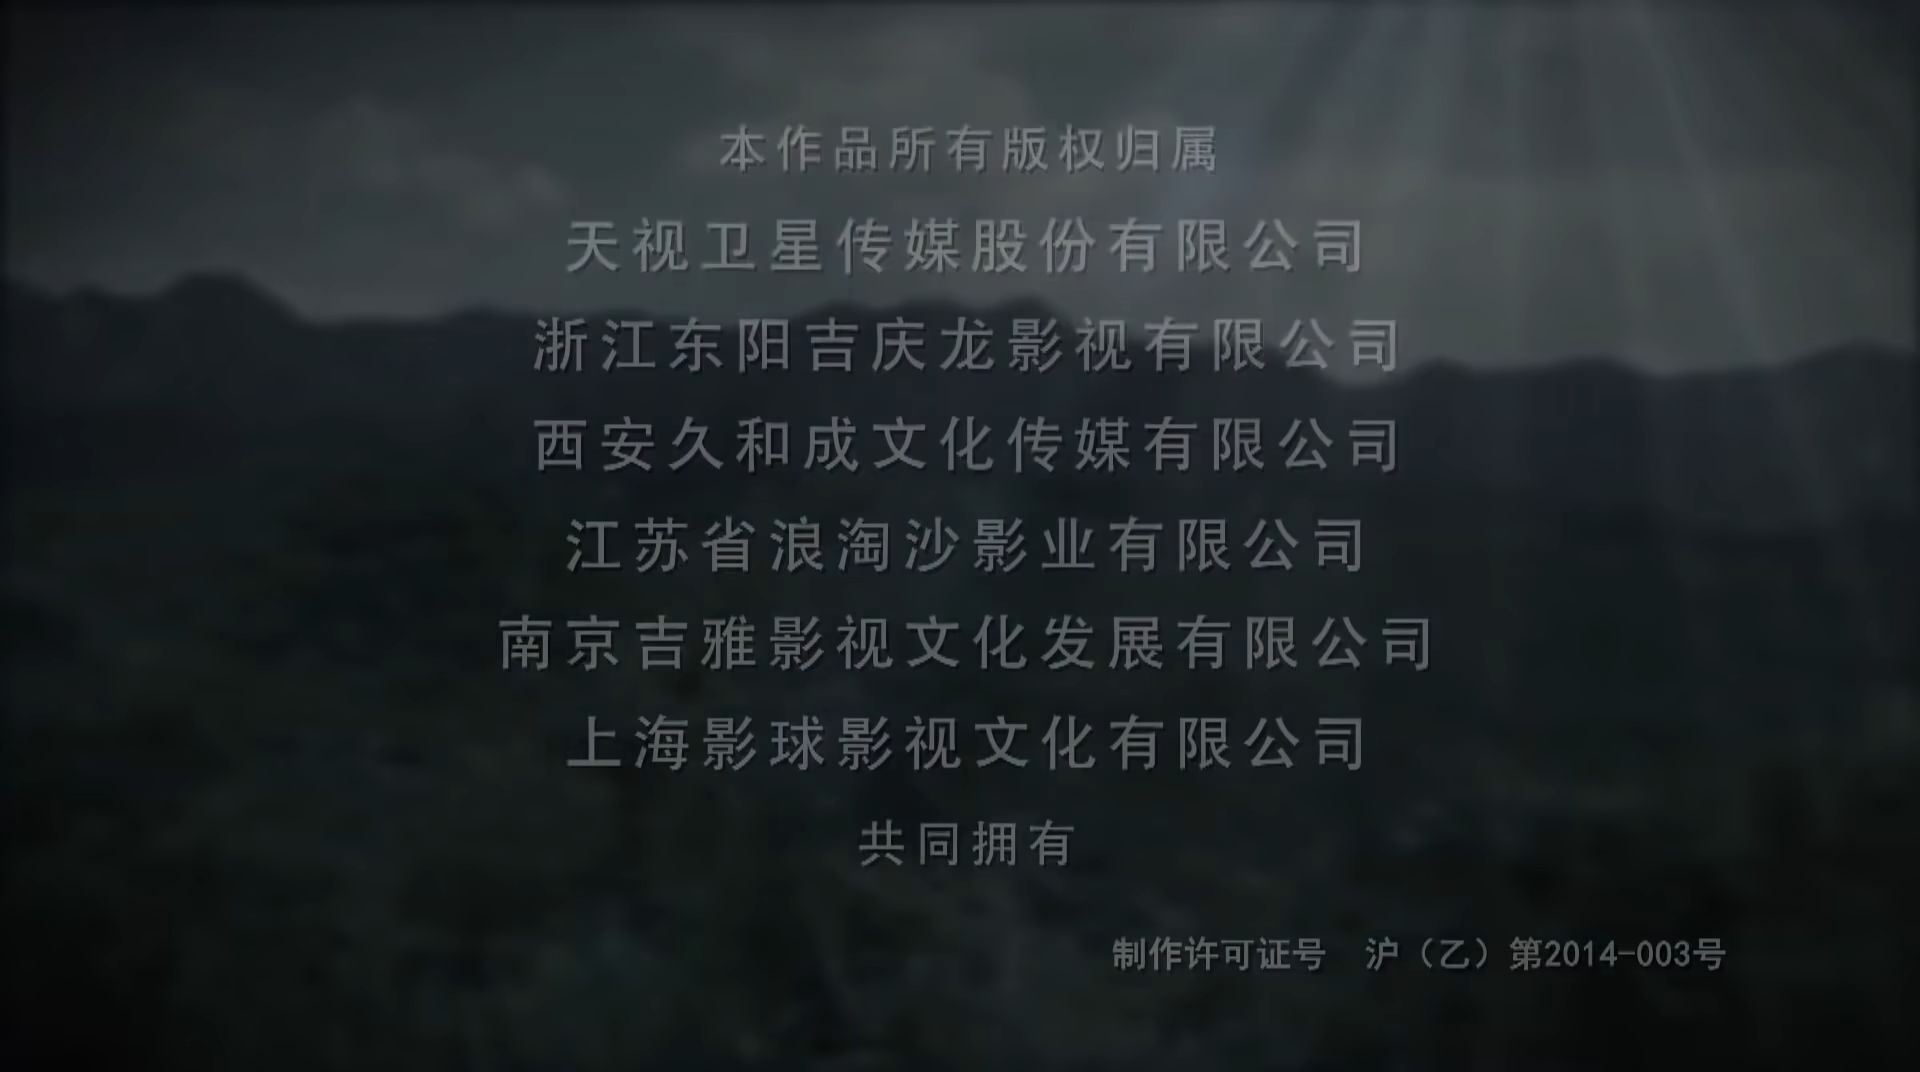 本作品所有版权归属
天视卫星传媒股份有限公司
浙江东阳吉庆龙影视有限公司
西安久和成文化传媒有限公司
江苏省浪淘沙影业有限公司
南京吉雅影视文化发展有限公司
上海影球影视文化有限公司
共同拥有
制作许可证号　沪（乙）第2014-003号